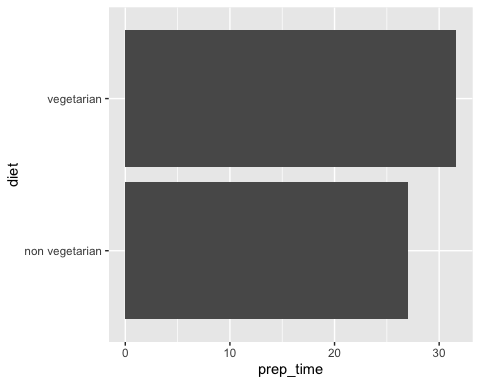 vegetarian
non vegetarian
diet
0 10 20 30
prep_time